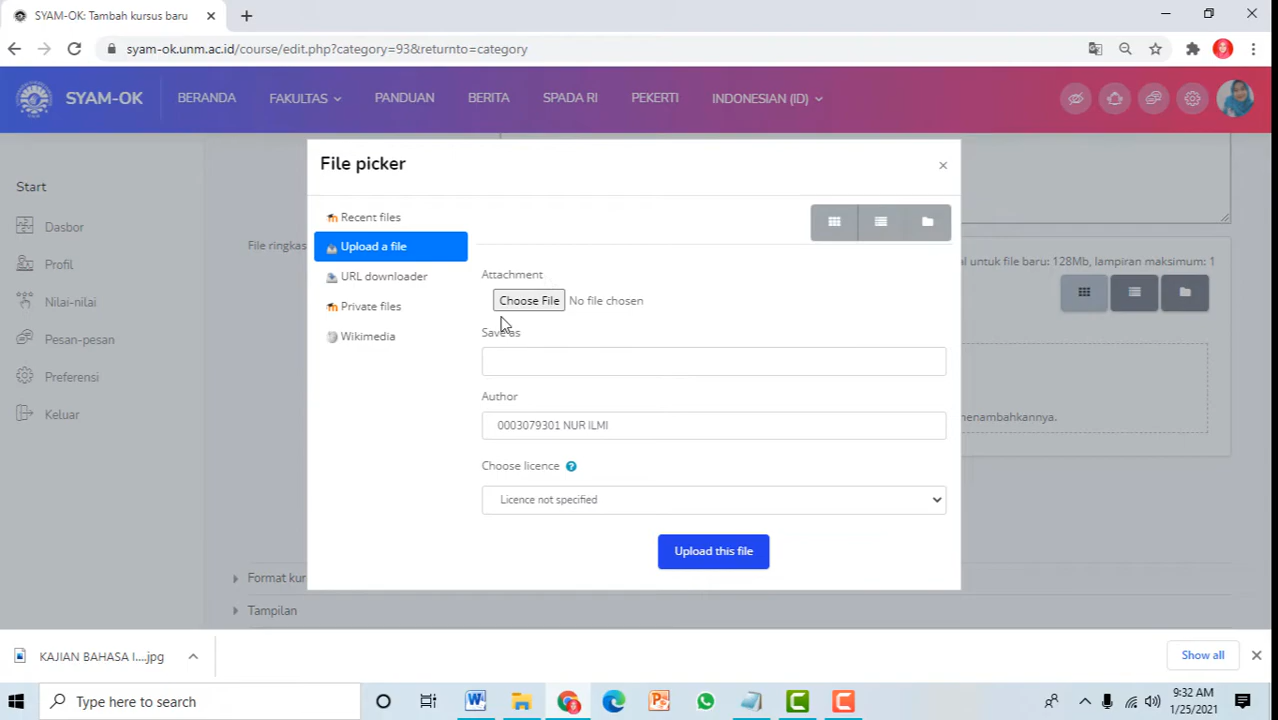 SYAM-OK: Tambah kursus baru
syam-ok.unm.ac.id/course/edit.php?category=93&returnto=category
SYAM-OK
BERANDA
FAKULTAS
PANDUAN
BERITA
SPADA RI
PEKERTI
INDONESIAN (ID)
File picker
Start
Dasbor
Profil
Nilai-nilai
Pesan-pesan
Preferensi
Keluar
File ringkas
Recent files
Upload a file
URL downloader
Private files
Wikimedia
Attachment
Choose File No file chosen
Save as
Author
0003079301 NUR ILMI
Choose licence
Licence not specified
Upload this file
al untuk file baru: 128Mb, lampiran maksimum: 1
menambahkannya.
Format kur
Tampilan
KAJIAN BAHASA I....jpg
Show all
Type here to search
9:32 AM
1/25/2021